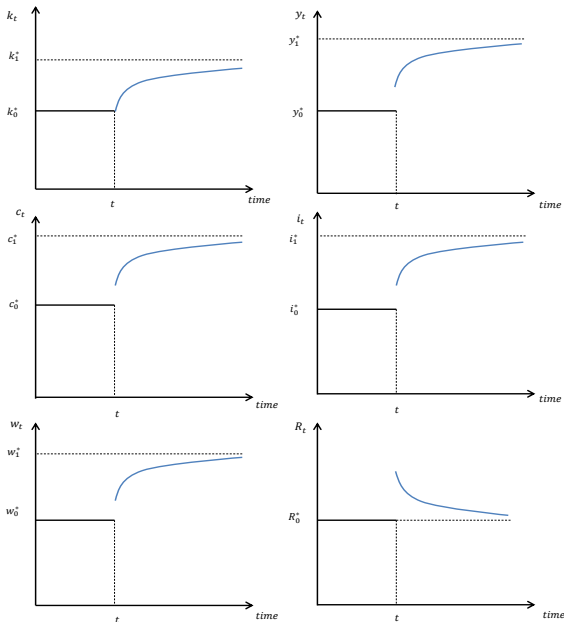 k_t
k_1^*
k_0^*
t
time
y_t
y_1^*
y_0^*
t
time
c_t
c_1^*
c_0^*
t
time
i_t
i_1^*
i_0^*
t
time
w_t
w_1^*
w_0^*
t
time
R_t
R_0^*
t
time